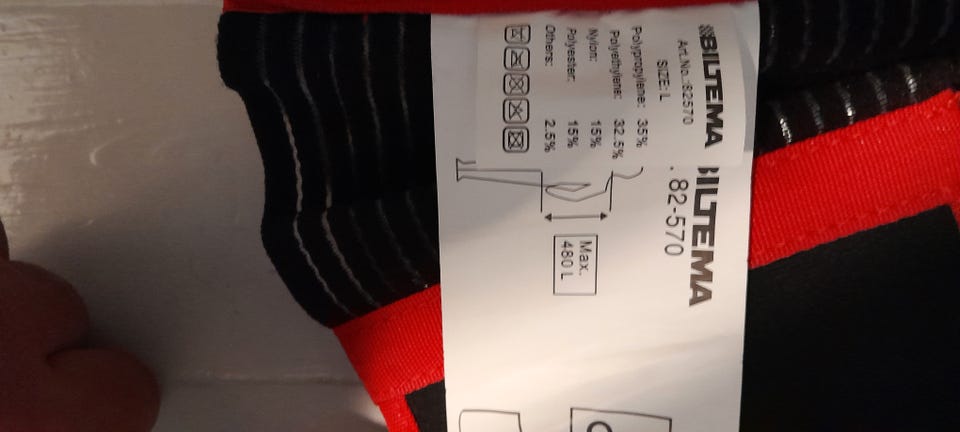 BILTEMA
Art.No.:82570
SIZE: L
Polypropylene: 35%
Polyethylene: 32.5%
Nylon: 15%
Polyester: 15%
Others: 2.5%
BILTEMA
. 82-570
Max.
480 L